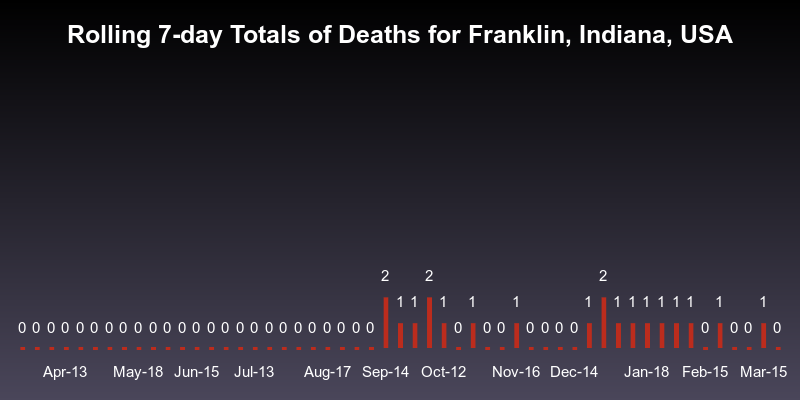 Rolling 7-day Totals of Deaths for Franklin, Indiana, USA
2 2 2
1 1 1 1 1 1 1 1 1 1 1 1 1 1
0 0 0 0 0 0 0 0 0 0 0 0 0 0 0 0 0 0 0 0 0 0 0 0 0 0 0 0 0 0 0 0 0 0 0 0
Apr-13 May-18 Jun-15 Jul-13 Aug-17 Sep-14 Oct-12 Nov-16 Dec-14 Jan-18 Feb-15 Mar-15